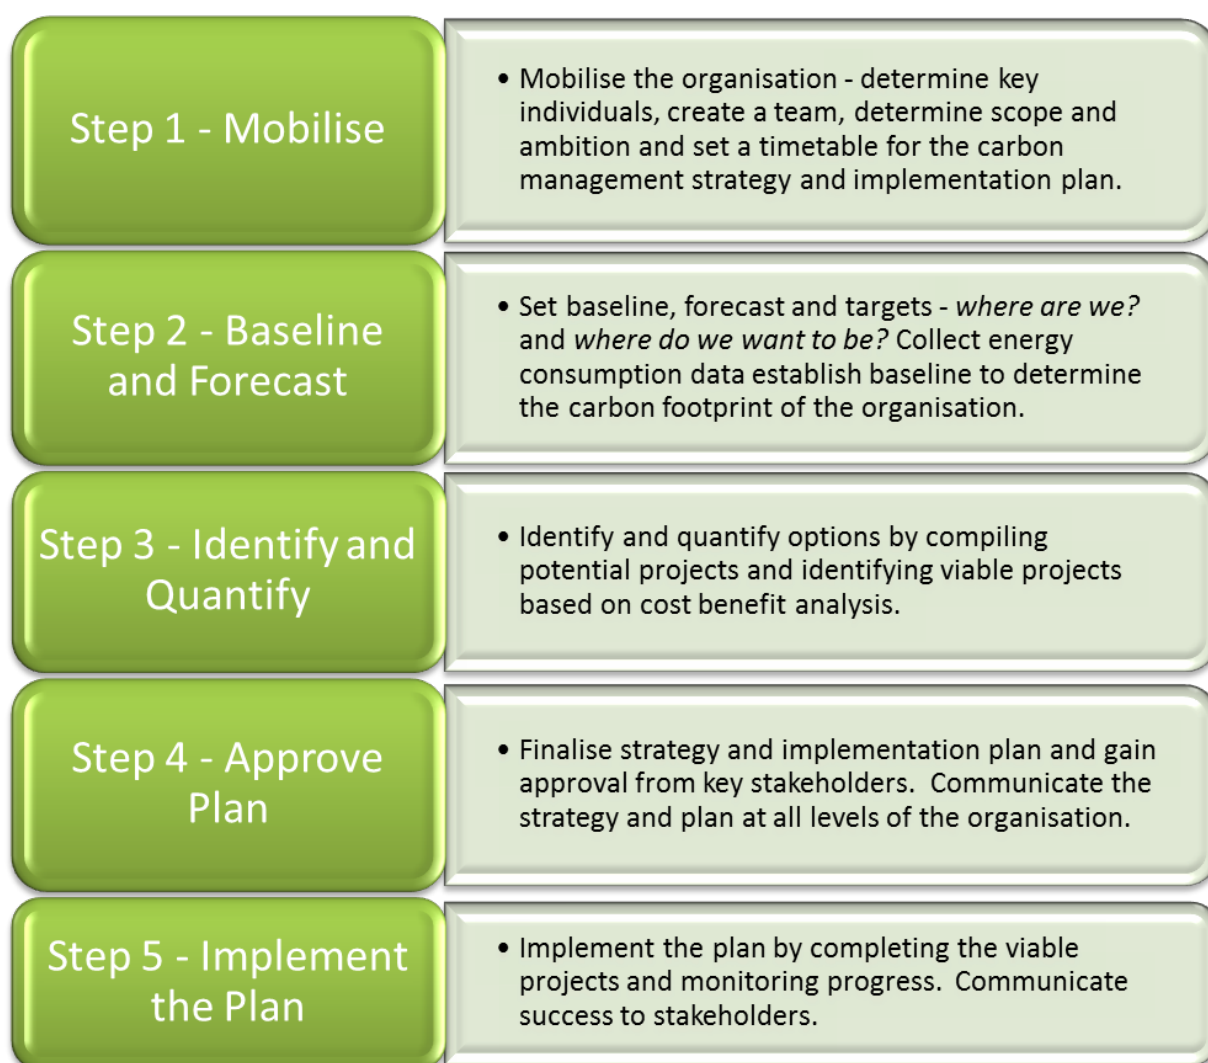 Step 1 - Mobilise
• Mobilise the organisation - determine key
individuals, create a team, determine scope and
ambition and set a timetable for the carbon
management strategy and implementation plan.
Step 2 - Baseline
and Forecast
• Set baseline, forecast and targets - where are we?
and where do we want to be? Collect energy
consumption data establish baseline to determine
the carbon footprint of the organisation.
Step 3 - Identify and
Quantify
• Identify and quantify options by compiling
potential projects and identifying viable projects
based on cost benefit analysis.
Step 4 - Approve
Plan
• Finalise strategy and implementation plan and gain
approval from key stakeholders.  Communicate the
strategy and plan at all levels of the organisation.
Step 5 - Implement
the Plan
• Implement the plan by completing the viable
projects and monitoring progress.  Communicate
success to stakeholders.